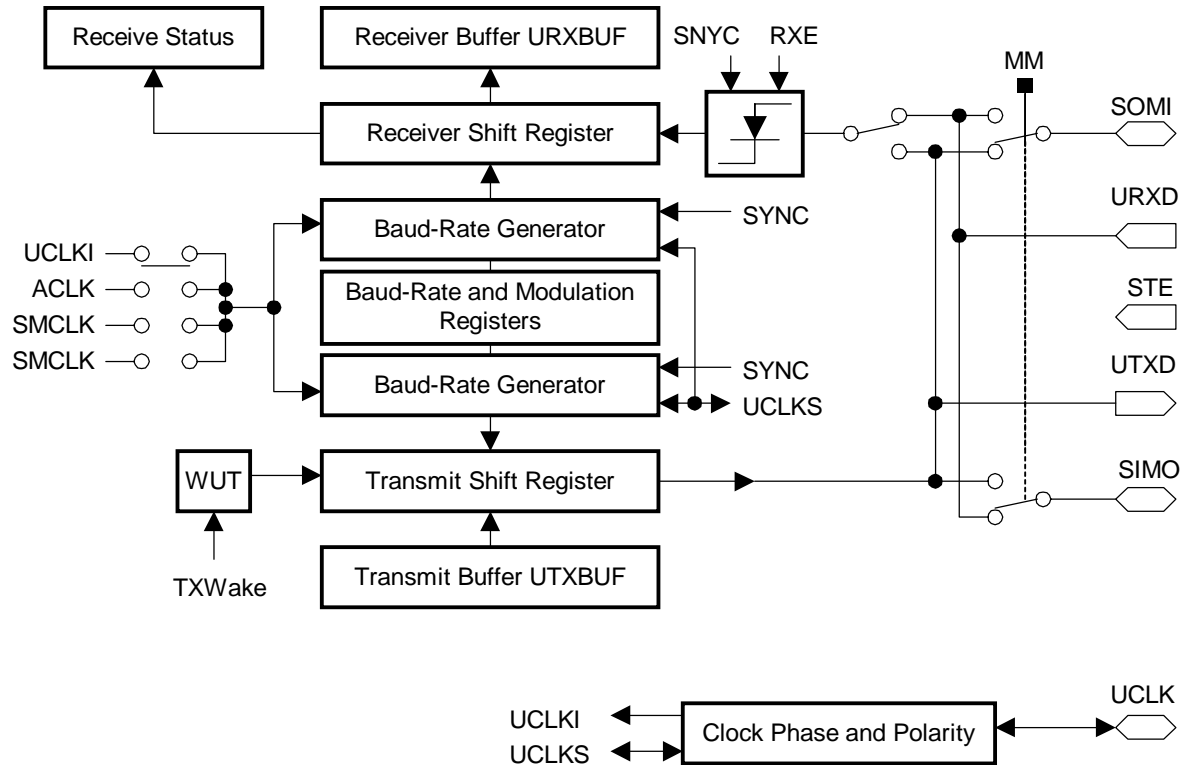 Receive Status
Receiver Buffer URXBUF
SNYC
RXE
MM
SOMI
Receiver Shift Register
URXD
Baud-Rate Generator
SYNC
UCLKI
ACLK
SMCLK
SMCLK
Baud-Rate and Modulation
Registers
STE
Baud-Rate Generator
SYNC
UCLKS
UTXD
WUT
Transmit Shift Register
SIMO
TXWake
Transmit Buffer UTXBUF
UCLKI
UCLKS
Clock Phase and Polarity
UCLK